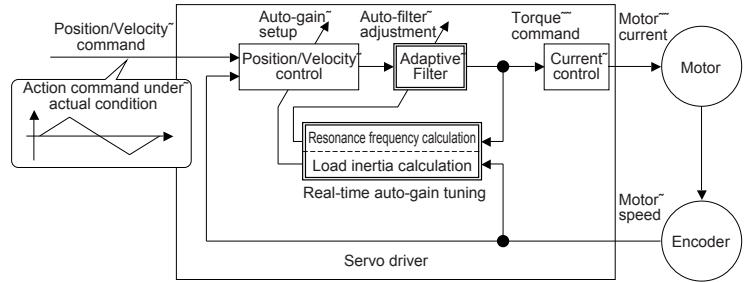 Position/Velocity~
command
Auto-gain~
setup
Auto-filter~
adjustment
Torque~~
command
Motor~~
current
Action command under~
actual condition
Position/Velocity~
control
Adaptive~
Filter
Current~
control
Motor
Resonance frequency calculation
Load inertia calculation
Real-time auto-gain tuning
Motor~
speed
Encoder
Servo driver